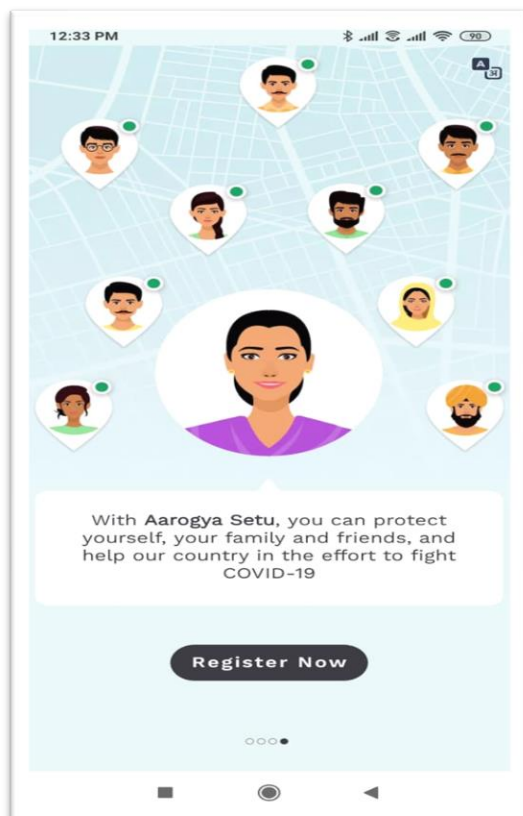 12:33 PM
90
A
अ
With Aarogya Setu, you can protect
yourself, your family and friends, and
help our country in the effort to fight
COVID-19
Register Now